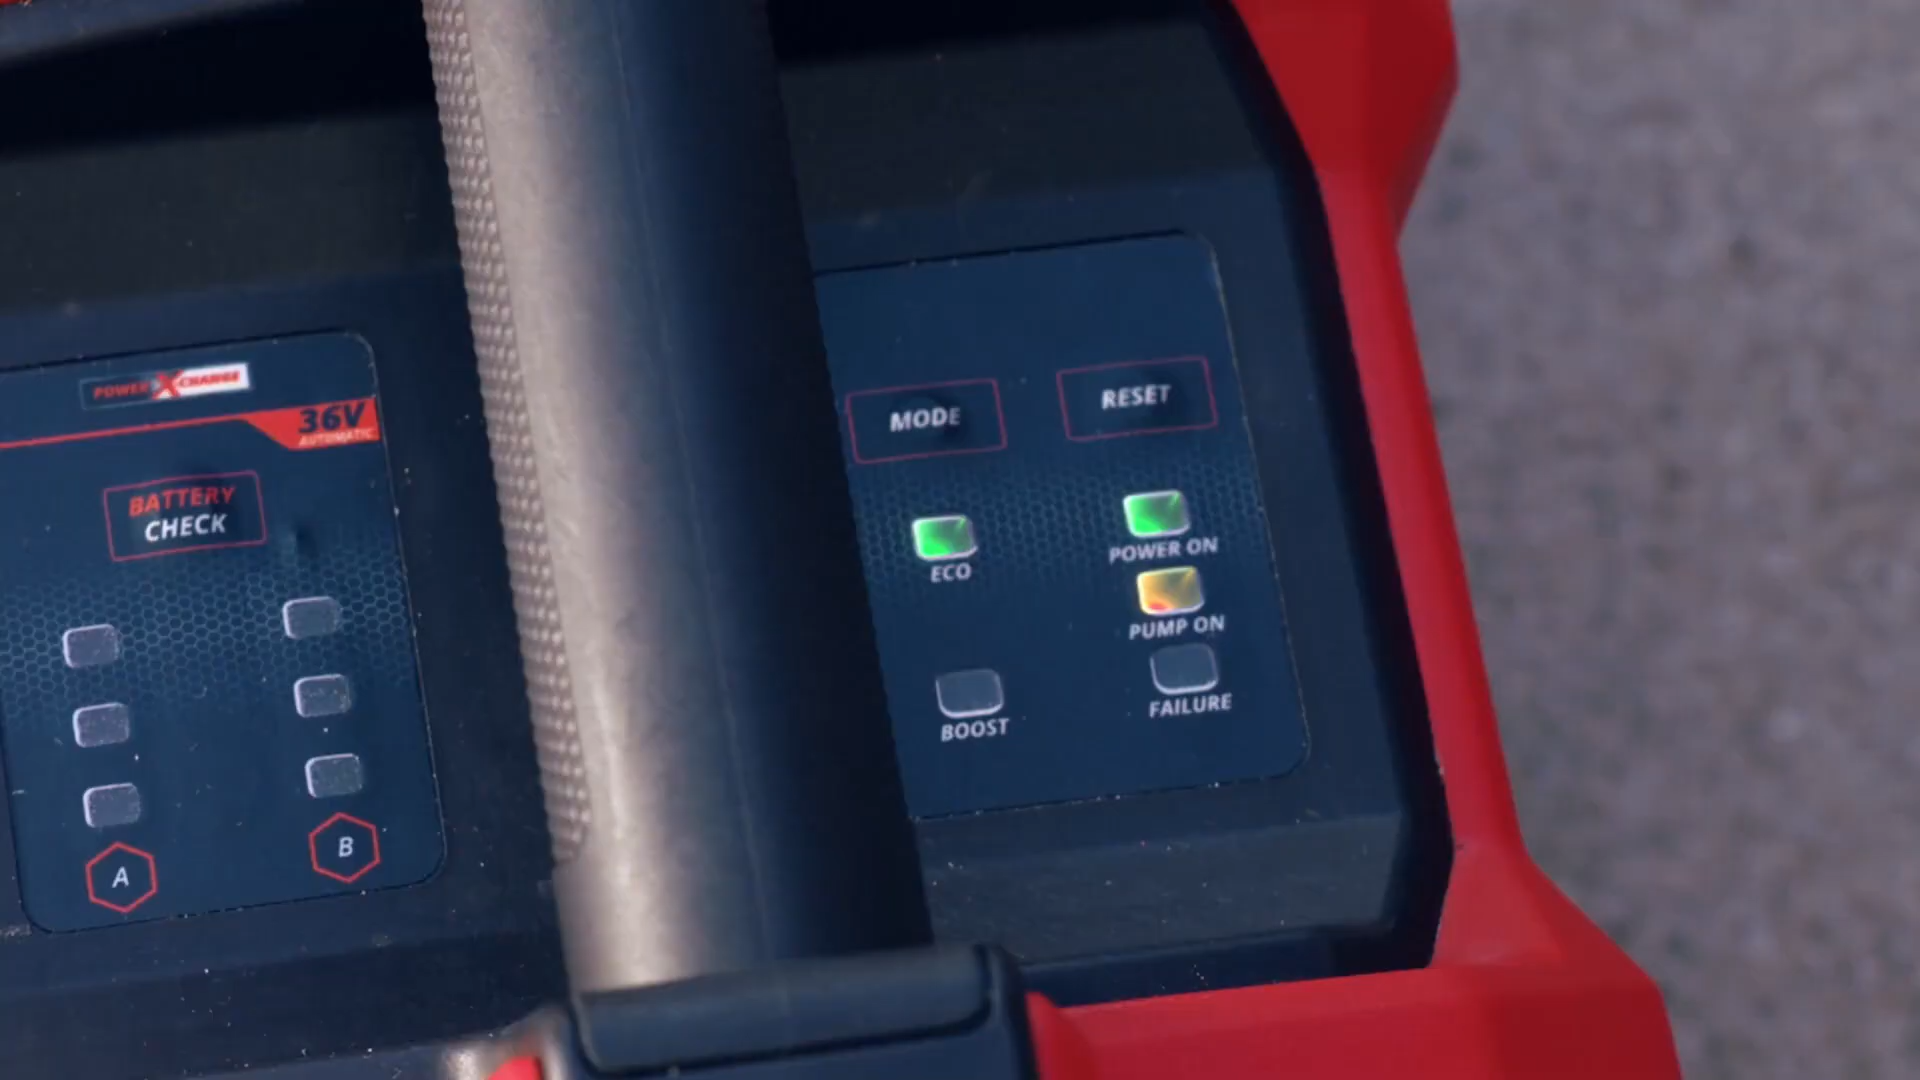 POWER X-CHANGE
36V
AUTOMATIC
BATTERY
CHECK
A
B
MODE
RESET
ECO
POWER ON
PUMP ON
BOOST
FAILURE